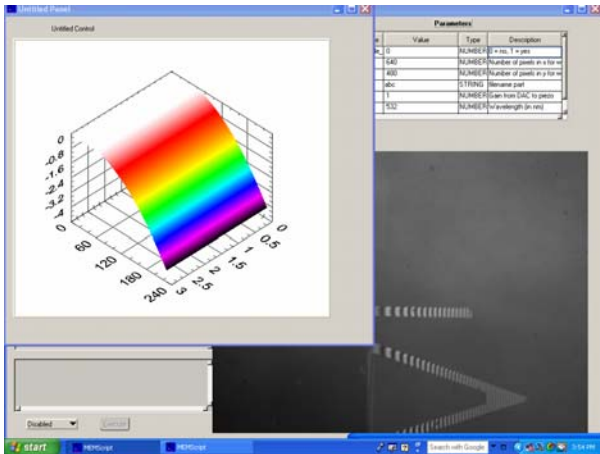 Untitled Panel
Untitled Control
0
-0.8
-1.6
-2.4
-3.2
-4
0
60
120
180
240
3
2.5
2
1.5
1
0.5
0
Parameters
Value Type Description
0 NUMBER 0 = no, 1 = yes
640 NUMBER Number of pixels in x for w
480 NUMBER Number of pixels in y for w
abc STRING filename part
1 NUMBER Gain from DAC to piezo
532 NUMBER Wavelength (in nm)
Disabled Execute
start MEMScript MEMScript Search with Google 3:54 PM